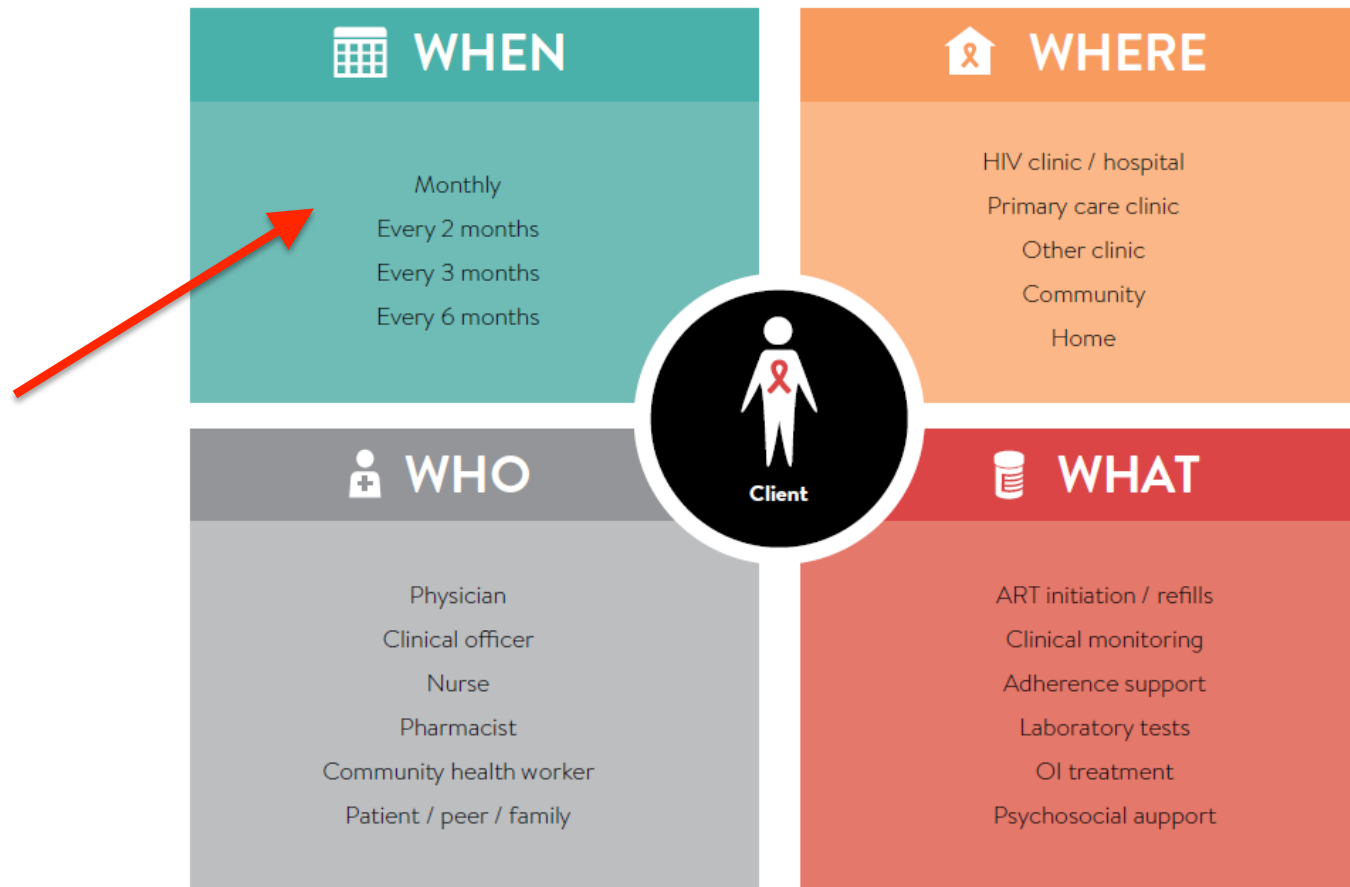 WHEN
Monthly
Every 2 months
Every 3 months
Every 6 months
WHERE
HIV clinic / hospital
Primary care clinic
Other clinic
Community
Home
Client
WHO
Physician
Clinical officer
Nurse
Pharmacist
Community health worker
Patient / peer / family
WHAT
ART initiation / refills
Clinical monitoring
Adherence support
Laboratory tests
OI treatment
Psychosocial aupport